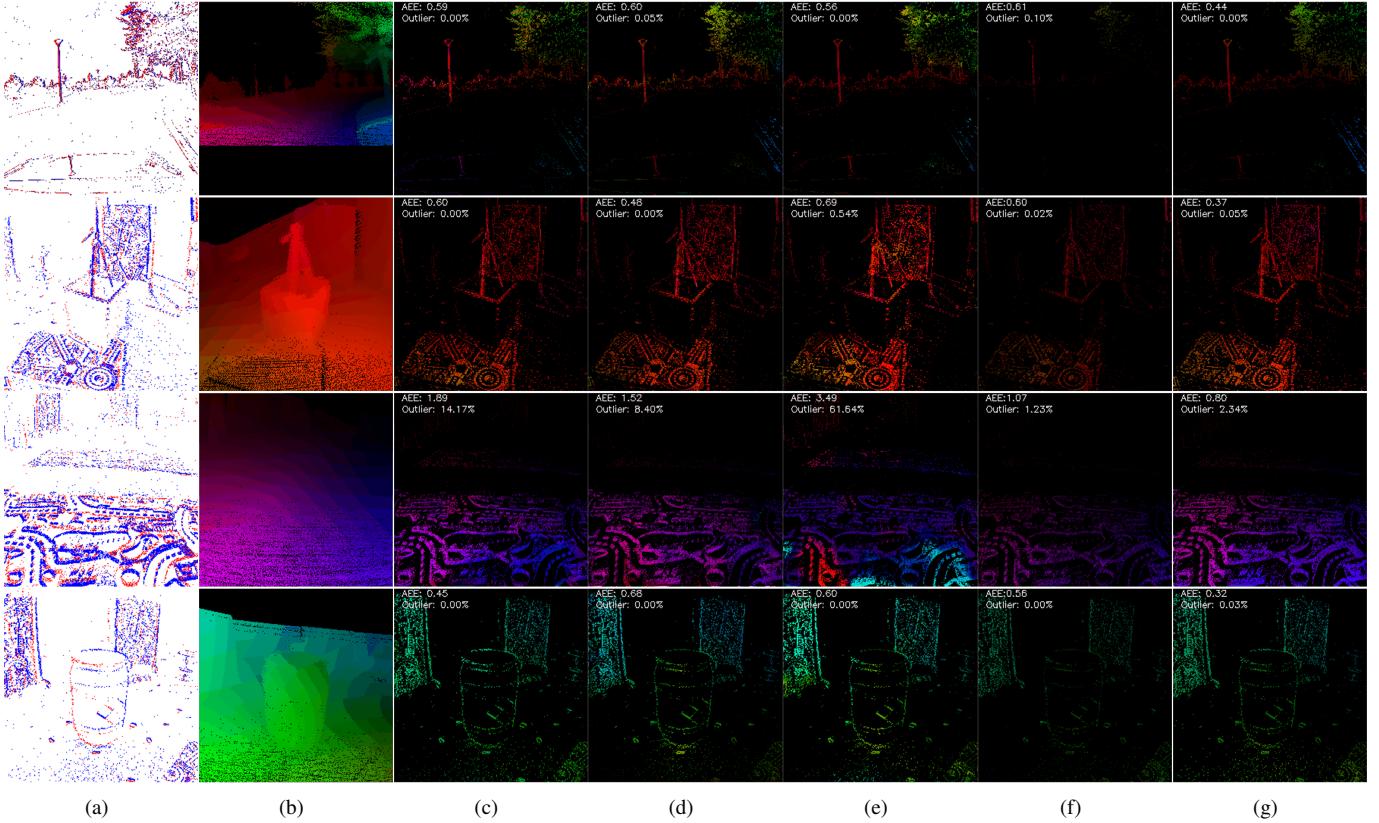 AEE: 0.59
Outlier: 0.00%
AEE: 0.60
Outlier: 0.05%
AEE: 0.56
Outlier: 0.00%
AEE:0.61
Outlier: 0.10%
AEE: 0.44
Outlier: 0.00%
AEE: 0.60
Outlier: 0.00%
AEE: 0.48
Outlier: 0.00%
AEE: 0.69
Outlier: 0.54%
AEE:0.60
Outlier: 0.02%
AEE: 0.37
Outlier: 0.05%
AEE: 1.89
Outlier: 14.17%
AEE: 1.52
Outlier: 8.40%
AEE: 3.49
Outlier: 61.64%
AEE:1.07
Outlier: 1.23%
AEE: 0.80
Outlier: 2.34%
AEE: 0.45
Outlier: 0.00%
AEE: 0.68
Outlier: 0.00%
AEE: 0.60
Outlier: 0.00%
AEE:0.56
Outlier: 0.00%
AEE: 0.32
Outlier: 0.03%
(a) (b) (c) (d) (e) (f) (g)